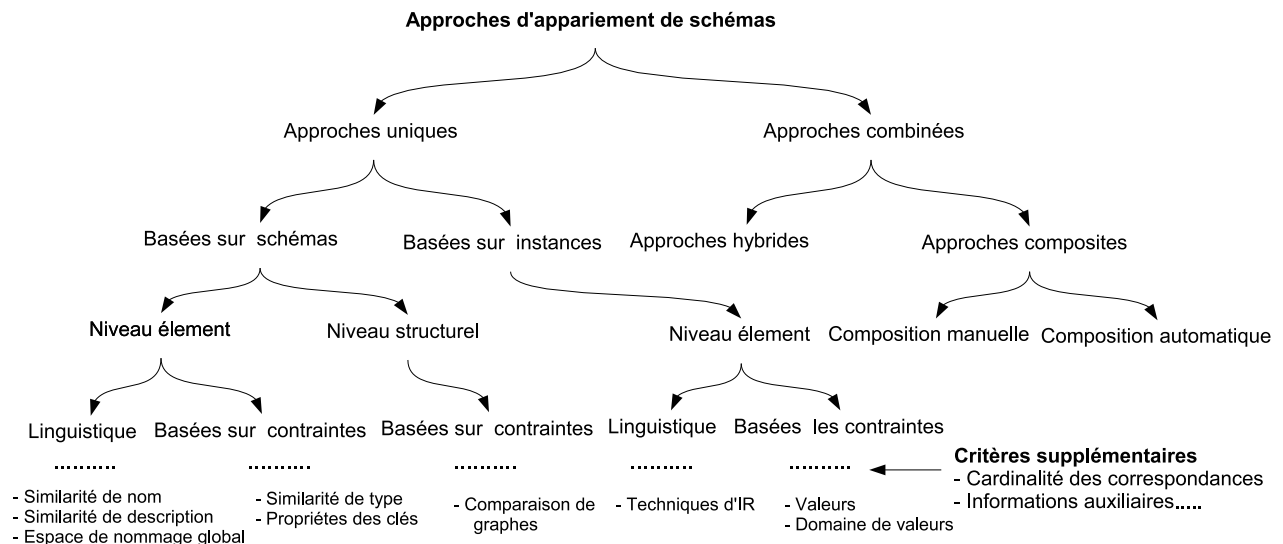 Approches d'appariement de schémas
Approches uniques
Approches combinées
Basées sur schémas
Basées sur instances
Approches hybrides
Approches composites
Niveau élement
Niveau structurel
Niveau élement
Composition manuelle
Composition automatique
Linguistique
Basées sur contraintes
Basées sur contraintes
Linguistique
Basées les contraintes
Critères supplémentaires
- Cardinalité des correspondances
- Informations auxiliaires.....
- Similarité de nom
- Similarité de description
- Espace de nommage global
- Similarité de type
- Propriétes des clés
- Comparaison de
graphes
- Techniques d'IR
- Valeurs
- Domaine de valeurs